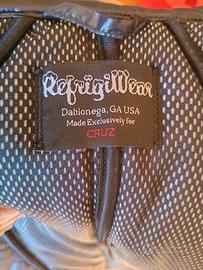 RefrigiWear
Dahlonega, GA USA
Made Exclusively for
CRUZ